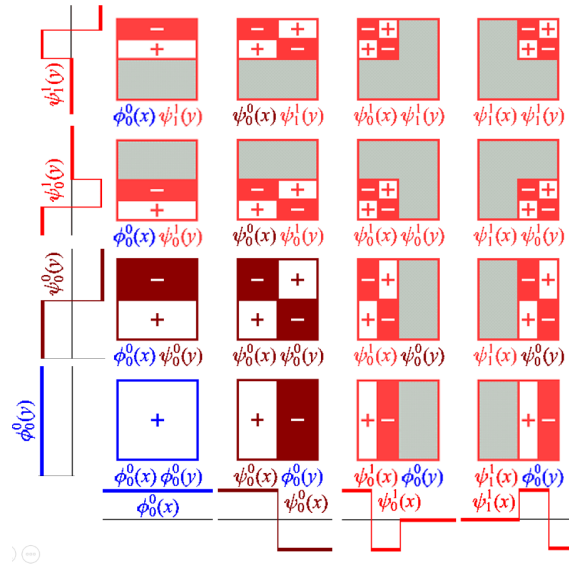 − + − + + − − + + −
+ − + + − + −
ψ₁¹(y)
ϕ₀⁰(x) ψ₁¹(y) ψ₀⁰(x) ψ₁¹(y) ψ₀¹(x) ψ₁¹(y) ψ₁¹(x) ψ₁¹(y)
ψ₀¹(y)
− − + − + − +
+ + − + − + −
ϕ₀⁰(x) ψ₀¹(y) ψ₀⁰(x) ψ₀¹(y) ψ₀¹(x) ψ₀¹(y) ψ₁¹(x) ψ₀¹(y)
ψ₀⁰(y)
− − + − + − +
+ + − + − + −
ϕ₀⁰(x) ψ₀⁰(y) ψ₀⁰(x) ψ₀⁰(y) ψ₀¹(x) ψ₀⁰(y) ψ₁¹(x) ψ₀⁰(y)
ϕ₀⁰(y)
+ + − + − + −
ϕ₀⁰(x) ϕ₀⁰(y) ψ₀⁰(x) ϕ₀⁰(y) ψ₀¹(x) ϕ₀⁰(y) ψ₁¹(x) ϕ₀⁰(y)
ϕ₀⁰(x) ψ₀⁰(x) ψ₀¹(x) ψ₁¹(x)